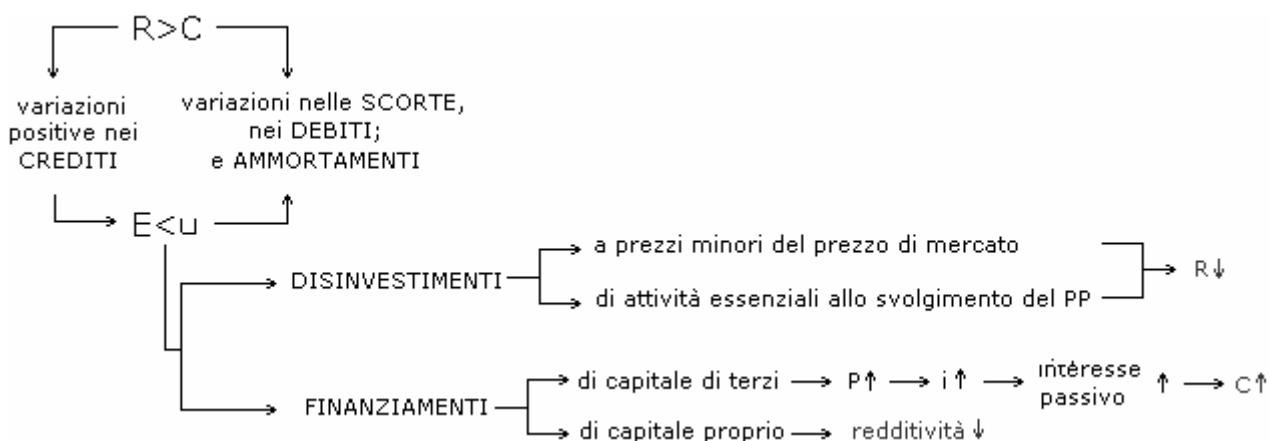 R>C
variazioni
positive nei
CREDITI
variazioni nelle SCORTE,
nei DEBITI;
e AMMORTAMENTI
E<u
DISINVESTIMENTI
a prezzi minori del prezzo di mercato
di attività essenziali allo svolgimento del PP
R↓
FINANZIAMENTI
di capitale di terzi
P↑
i↑
intéresse
passivo
↑
C↑
di capitale proprio
redditività↓